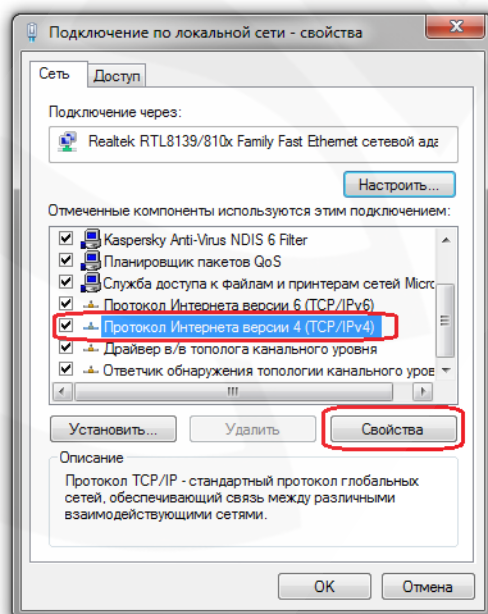 Подключение по локальной сети - свойства
Сеть
Доступ
Подключение через:
Realtek RTL8139/810x Family Fast Ethernet сетевой ада
Настроить...
Отмеченные компоненты используются этим подключением:
Kaspersky Anti-Virus NDIS 6 Filter
Планировщик пакетов QoS
Служба доступа к файлам и принтерам сетей Micro
Протокол Интернета версии 6 (TCP/IPv6)
Протокол Интернета версии 4 (TCP/IPv4)
Драйвер в/в тополога канального уровня
Ответчик обнаружения топологии канального уров
Установить...
Удалить
Свойства
Описание
Протокол TCP/IP - стандартный протокол глобальных
сетей, обеспечивающий связь между различными
взаимодействующими сетями.
OK
Отмена